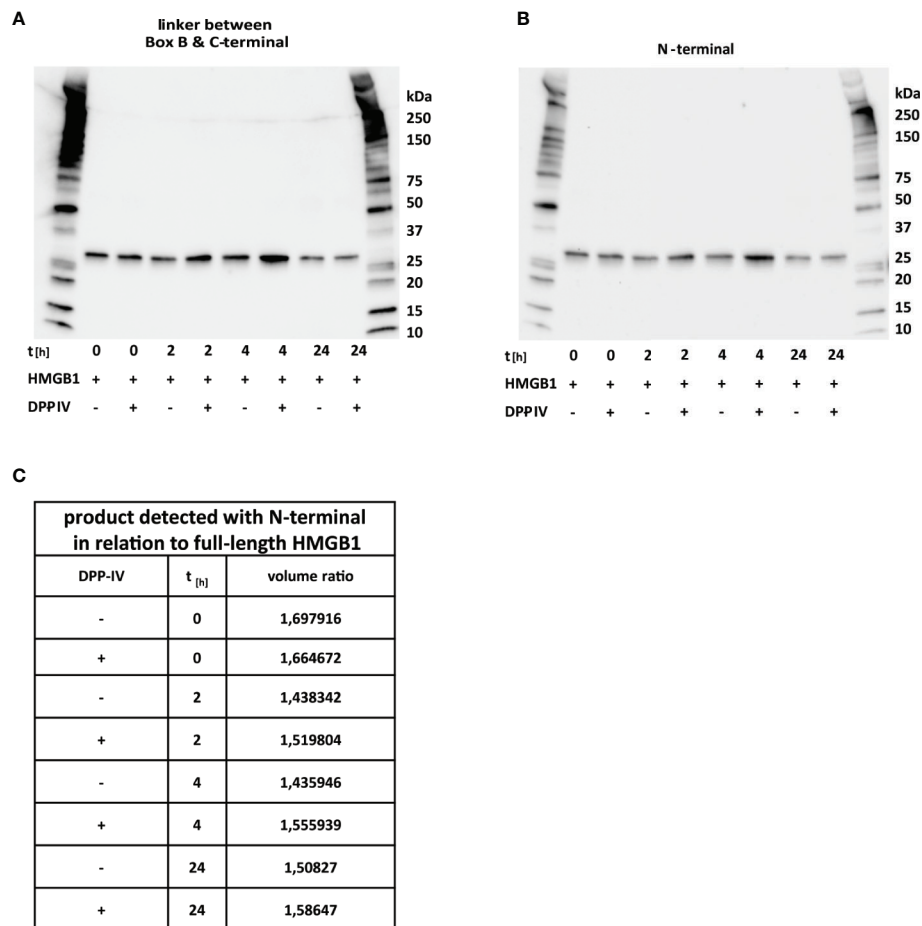 A
linker between
Box B & C-terminal
kDa
250
150
75
50
37
25
20
15
10
t[h] 0 0 2 2 4 4 24 24
HMGB1 + + + + + + + +
DPPIV - + - + - + - +
B
N-terminal
kDa
250
150
75
50
37
25
20
15
10
t[h] 0 0 2 2 4 4 24 24
HMGB1 + + + + + + + +
DPPIV - + - + - + - +
C
product detected with N-terminal
in relation to full-length HMGB1
DPP-IV t [h] volume ratio
- 0 1,697916
+ 0 1,664672
- 2 1,438342
+ 2 1,519804
- 4 1,435946
+ 4 1,555939
- 24 1,50827
+ 24 1,58647